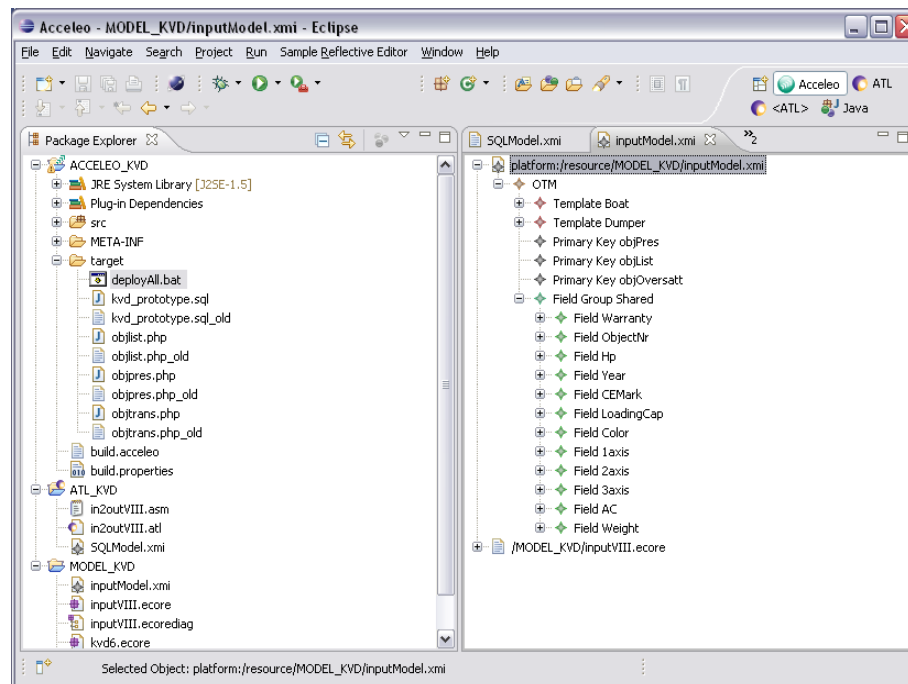 Acceleo - MODEL_KVD/inputModel.xmi - Eclipse
File Edit Navigate Search Project Run Sample Reflective Editor Window Help
Acceleo ATL
<ATL> Java
Package Explorer
SQLModel.xmi inputModel.xmi »2
ACCELEO_KVD
JRE System Library [J2SE-1.5]
Plug-in Dependencies
src
META-INF
target
deployAll.bat
kvd_prototype.sql
kvd_prototype.sql_old
objlist.php
objlist.php_old
objpres.php
objpres.php_old
objtrans.php
objtrans.php_old
build.acceleo
build.properties
ATL_KVD
in2outVIII.asm
in2outVIII.atl
SQLModel.xmi
MODEL_KVD
inputModel.xmi
inputVIII.ecore
inputVIII.ecorediag
kvd6.ecore
platform:/resource/MODEL_KVD/inputModel.xmi
OTM
Template Boat
Template Dumper
Primary Key objPres
Primary Key objList
Primary Key objOversatt
Field Group Shared
Field Warranty
Field ObjectNr
Field Hp
Field Year
Field CEMark
Field LoadingCap
Field Color
Field 1axis
Field 2axis
Field 3axis
Field AC
Field Weight
/MODEL_KVD/inputVIII.ecore
Selected Object: platform:/resource/MODEL_KVD/inputModel.xmi